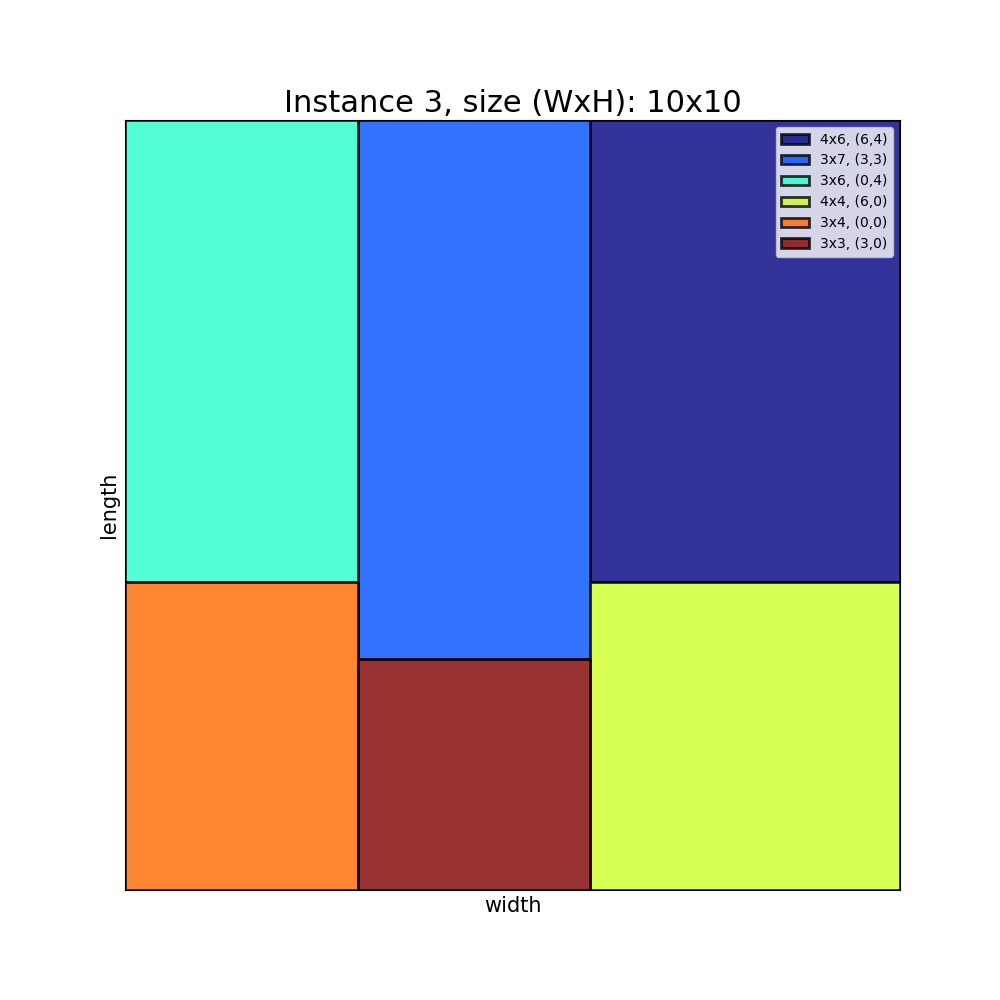 Instance 3, size (WxH): 10x10
4x6, (6,4)
3x7, (3,3)
3x6, (0,4)
4x4, (6,0)
3x4, (0,0)
3x3, (3,0)
length
width